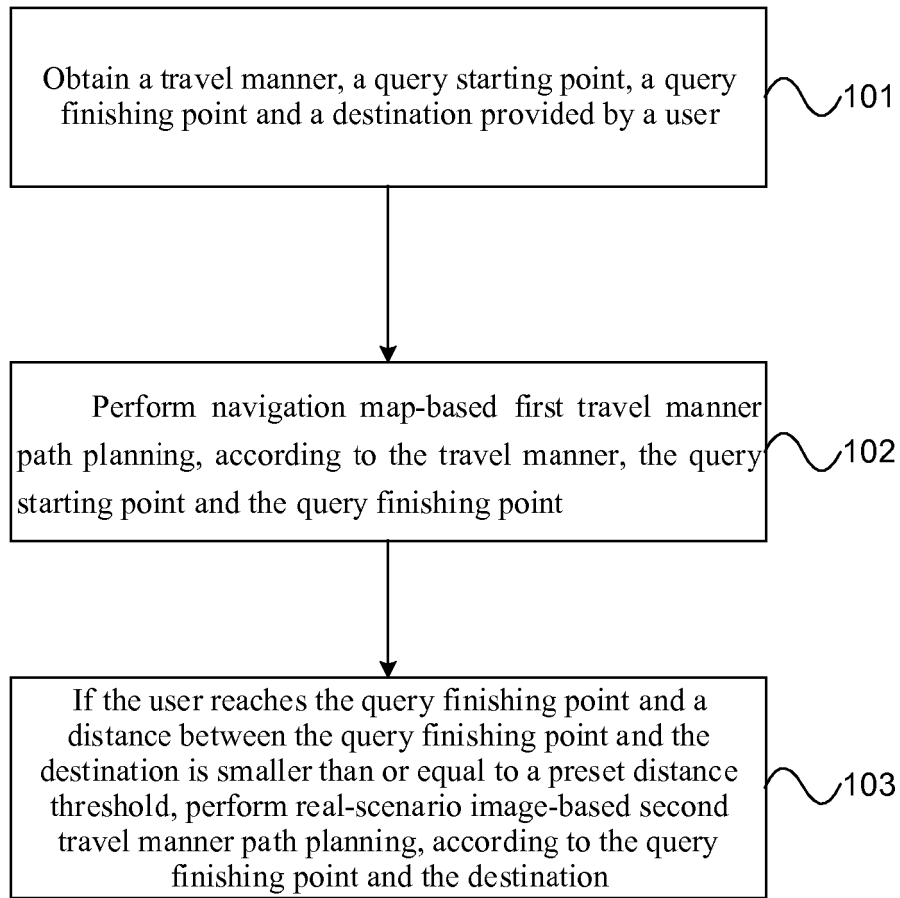 Obtain a travel manner, a query starting point, a query
finishing point and a destination provided by a user
101
Perform navigation map-based first travel manner
path planning, according to the travel manner, the query
starting point and the query finishing point
102
If the user reaches the query finishing point and a
distance between the query finishing point and the
destination is smaller than or equal to a preset distance
threshold, perform real-scenario image-based second
travel manner path planning, according to the query
finishing point and the destination
103